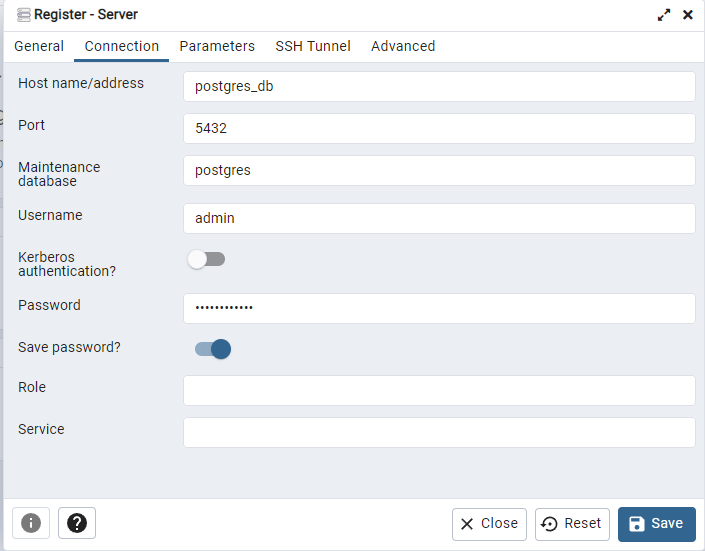 Register - Server
General Connection Parameters SSH Tunnel Advanced
Host name/address postgres_db
Port 5432
Maintenance
database postgres
Username admin
Kerberos
authentication?
Password ••••••••••••
Save password?
Role
Service
Close Reset Save